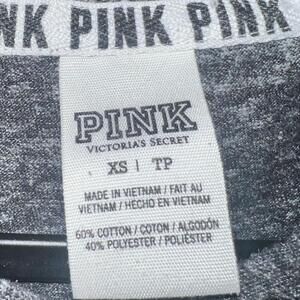 NK PINK PINK
PINK
VICTORIA'S SECRET
XS | TP
MADE IN VIETNAM / FAIT AU
VIETNAM / HECHO EN VIETNAM
60% COTTON / COTON / ALGODÓN
40% POLYESTER / POLIÉSTER